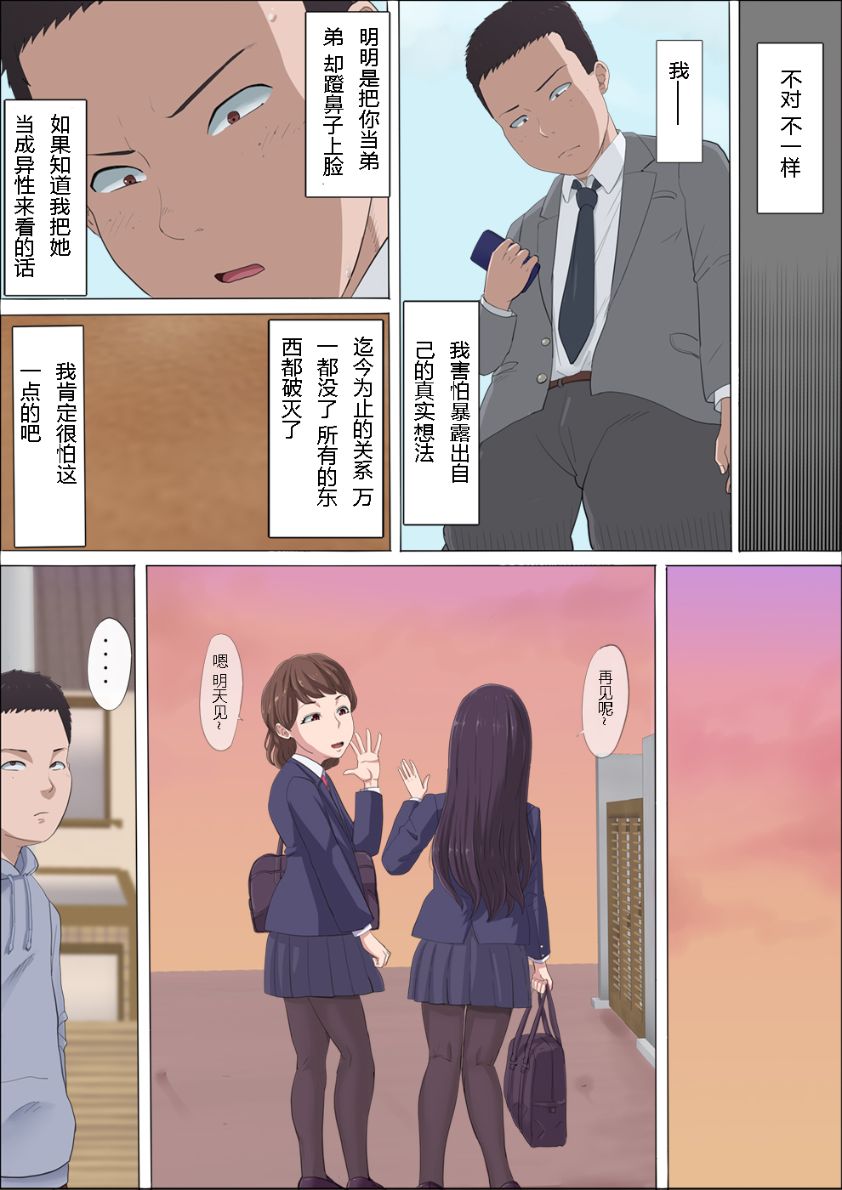 不对 不一样
我——
我害怕暴露出自
己的真实想法
明明是把你当弟
弟 却蹬鼻子上脸
如果知道我把她
当成异性来看的话
迄今为止的关系 万
一都没了 所有的东
西都破灭了
我肯定很怕这
一点的吧
再见呢~
嗯 明天见~
····